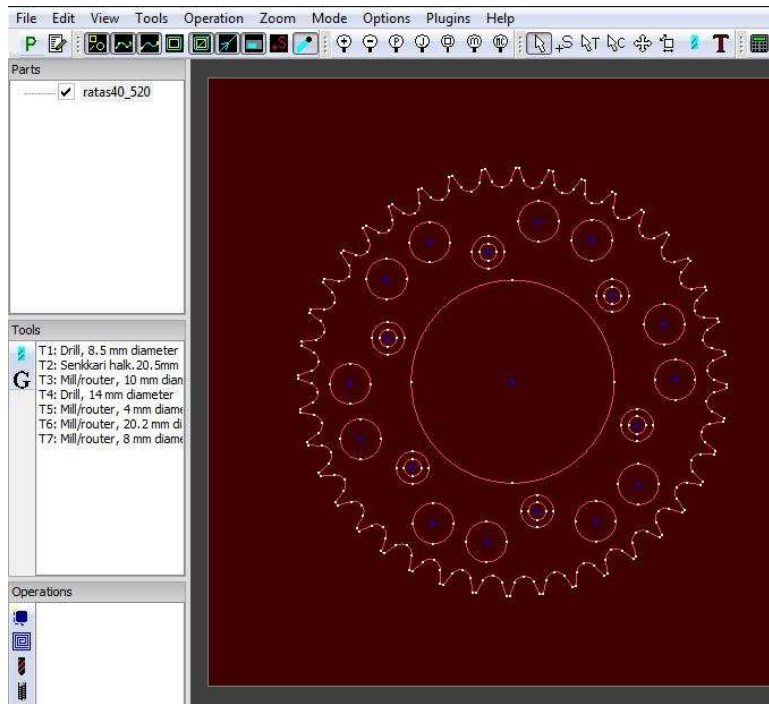 File Edit View Tools Operation Zoom Mode Options Plugins Help
P +S T C T
Parts
ratas40_520
Tools
G
T1: Drill, 8.5 mm diameter
T2: Senkkari halk.20.5mm
T3: Mill/router, 10 mm dian
T4: Drill, 14 mm diameter
T5: Mill/router, 4 mm diame
T6: Mill/router, 20.2 mm di
T7: Mill/router, 8 mm diame
Operations